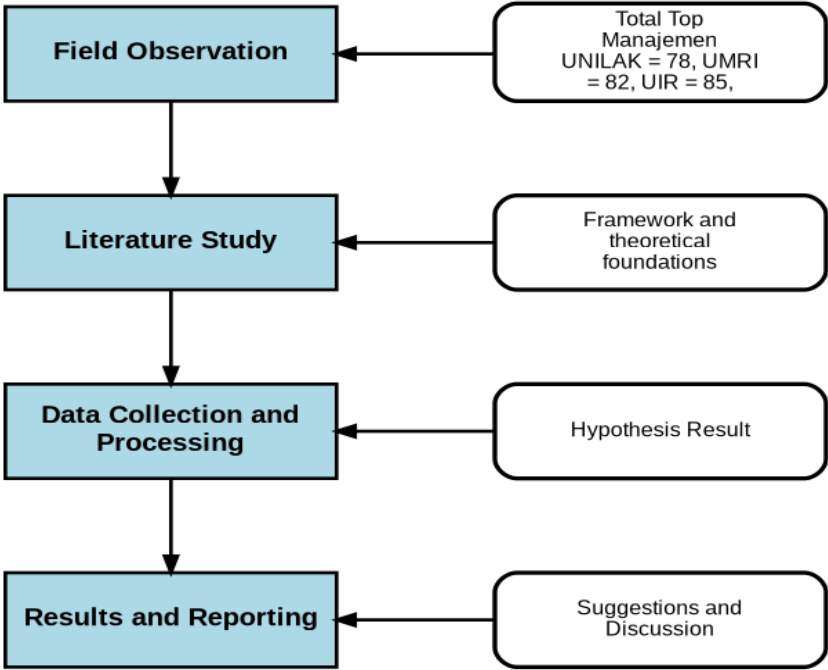 Field Observation
Total Top
Manajemen
UNILAK = 78, UMRI
= 82, UIR = 85,
Literature Study
Framework and
theoretical
foundations
Data Collection and
Processing
Hypothesis Result
Results and Reporting
Suggestions and
Discussion